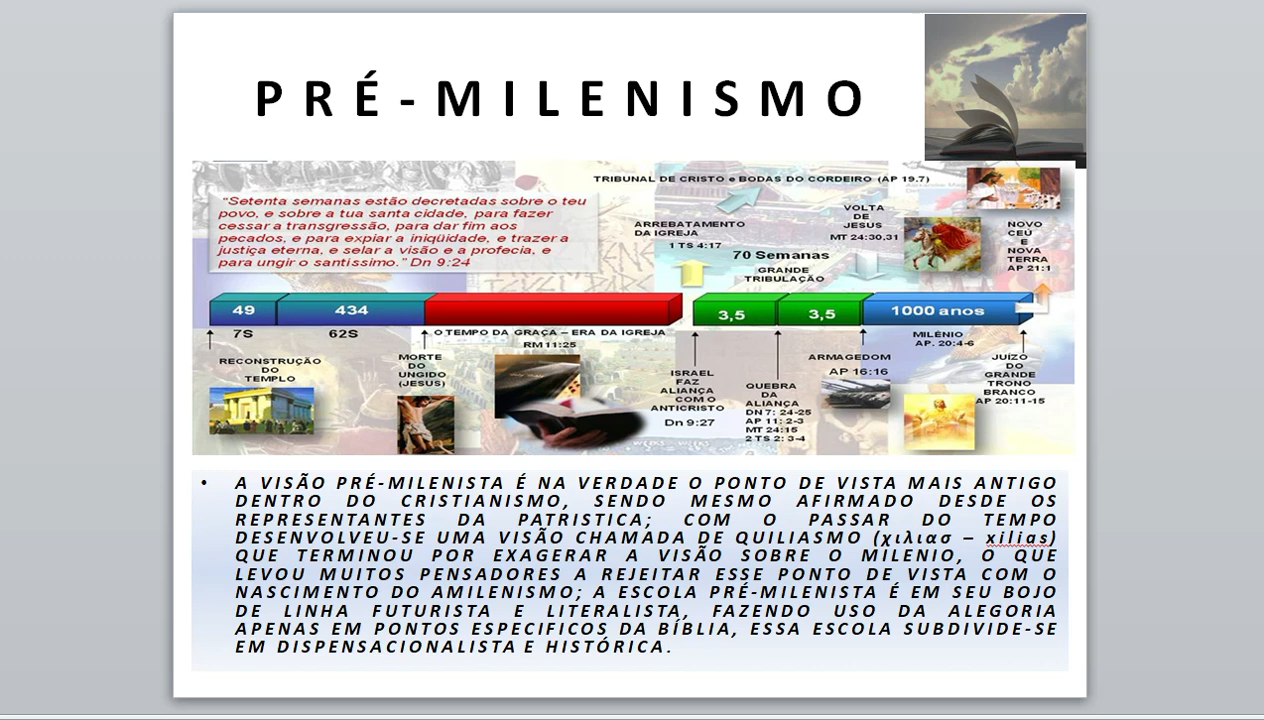 PRÉ-MILENISMO
TRIBUNAL DE CRISTO e BODAS DO CORDEIRO (AP 19.7)
“Setenta semanas estão decretadas sobre o teu
povo, e sobre a tua santa cidade, para fazer
cessar a transgressão, para dar fim aos
pecados, e para expiar a iniqüidade, e trazer a
justiça eterna, e selar a visão e a profecia, e
para ungir o santíssimo.” Dn 9:24
ARREBATAMENTO
DA IGREJA
1 TS 4:17
VOLTA
DE
JESUS
MT 24:30,31
NOVO
CEU
E
NOVA
TERRA
AP 21:1
70 Semanas
GRANDE
TRIBULAÇÃO
49
434
3,5
3,5
1000 anos
7S
62S
O TEMPO DA GRAÇA – ERA DA IGREJA
RM 11:25
MILÊNIO
AP. 20:4-6
RECONSTRUÇÃO
DO
TEMPLO
MORTE
DO
UNGIDO
(JESUS)
ISRAEL
FAZ
ALIANÇA
COM O
ANTICRISTO
Dn 9:27
QUEBRA
DA
ALIANÇA
DN 7: 24-25
AP 11: 2-3
MT 24:15
2 TS 2: 3-4
ARMAGEDOM
AP 16:16
JUÍZO
DO
GRANDE
TRONO
BRANCO
AP 20:11-15
• A VISÃO PRÉ-MILENISTA É NA VERDADE O PONTO DE VISTA MAIS ANTIGO
DENTRO DO CRISTIANISMO, SENDO MESMO AFIRMADO DESDE OS
REPRESENTANTES DA PATRISTICA; COM O PASSAR DO TEMPO
DESENVOLVEU-SE UMA VISÃO CHAMADA DE QUILIASMO (χιλιασ – xilias)
QUE TERMINOU POR EXAGERAR A VISÃO SOBRE O MILENIO, O QUE
LEVOU MUITOS PENSADORES A REJEITAR ESSE PONTO DE VISTA COM O
NASCIMENTO DO AMILENISMO; A ESCOLA PRÉ-MILENISTA É EM SEU BOJO
DE LINHA FUTURISTA E LITERALISTA, FAZENDO USO DA ALEGORIA
APENAS EM PONTOS ESPECIFICOS DA BÍBLIA, ESSA ESCOLA SUBDIVIDE-SE
EM DISPENSACIONALISTA E HISTÓRICA.